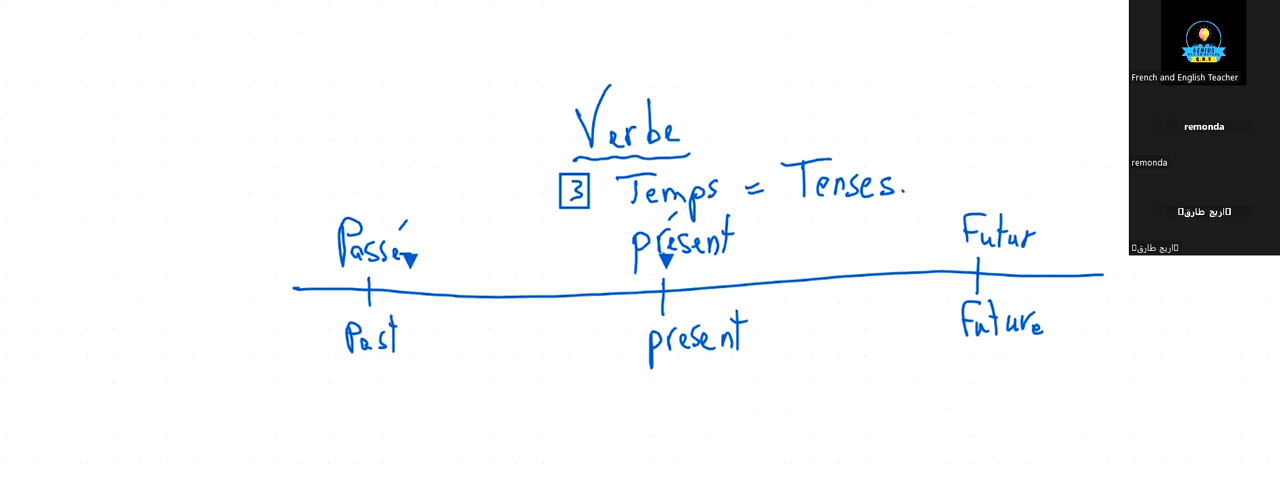 Verbe
3 Temps = Tenses.
Passé présent Futur
Past present Future
GENIUS
Q.B.S
French and English Teacher
remonda
remonda
اريج طارق
اريج طارق